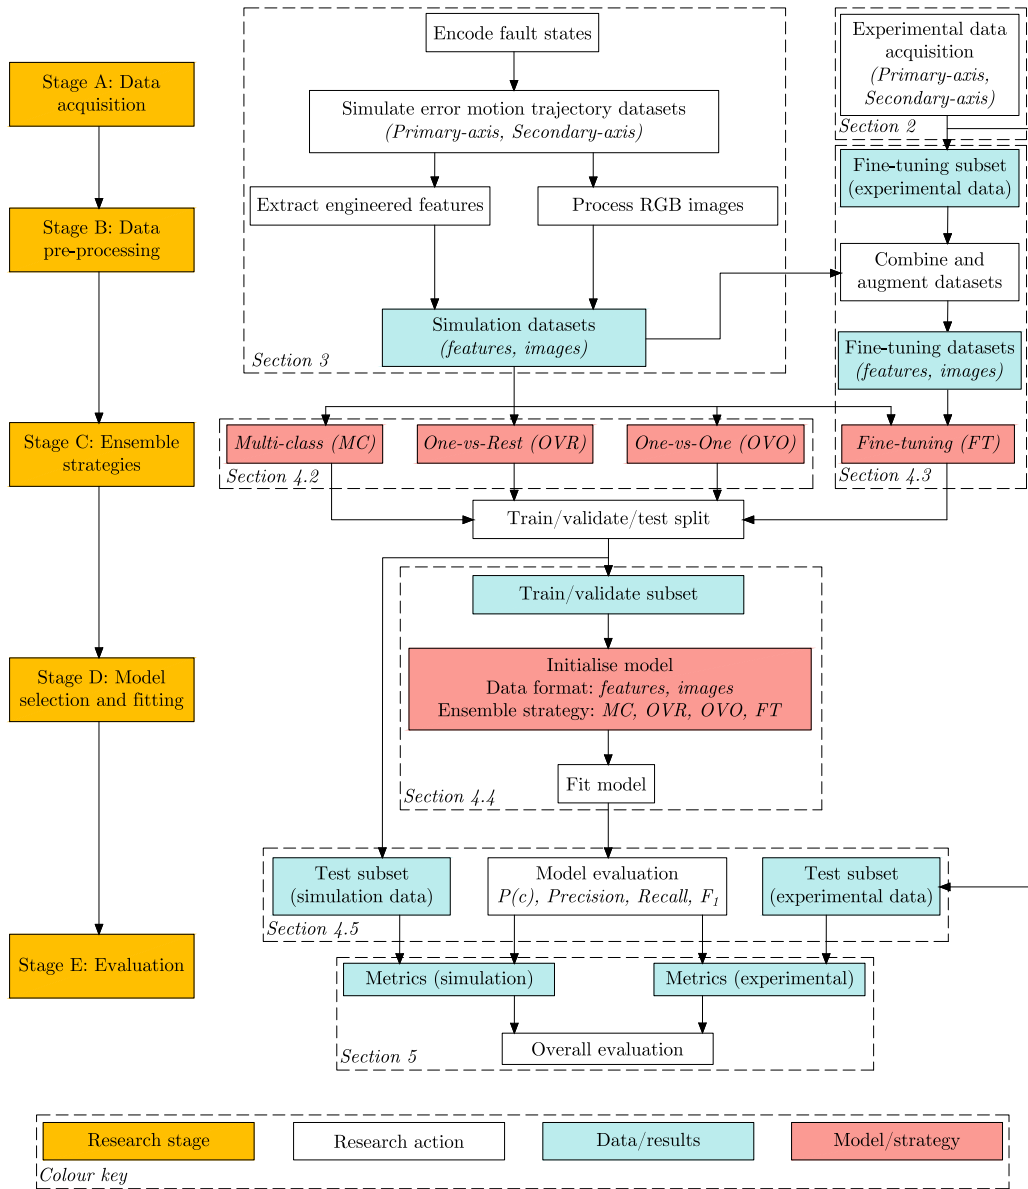 Stage A: Data
acquisition
Stage B: Data
pre-processing
Stage C: Ensemble
strategies
Stage D: Model
selection and fitting
Stage E: Evaluation
Encode fault states
Simulate error motion trajectory datasets
(Primary-axis, Secondary-axis)
Extract engineered features
Process RGB images
Simulation datasets
(features, images)
Section 3
Experimental data
acquisition
(Primary-axis,
Secondary-axis)
Section 2
Fine-tuning subset
(experimental data)
Combine and
augment datasets
Fine-tuning datasets
(features, images)
Multi-class (MC)
One-vs-Rest (OVR)
One-vs-One (OVO)
Section 4.2
Fine-tuning (FT)
Section 4.3
Train/validate/test split
Train/validate subset
Initialise model
Data format: features, images
Ensemble strategy: MC, OVR, OVO, FT
Fit model
Section 4.4
Test subset
(simulation data)
Model evaluation
P(c), Precision, Recall, F1
Test subset
(experimental data)
Section 4.5
Metrics (simulation)
Metrics (experimental)
Overall evaluation
Section 5
Research stage
Research action
Data/results
Model/strategy
Colour key